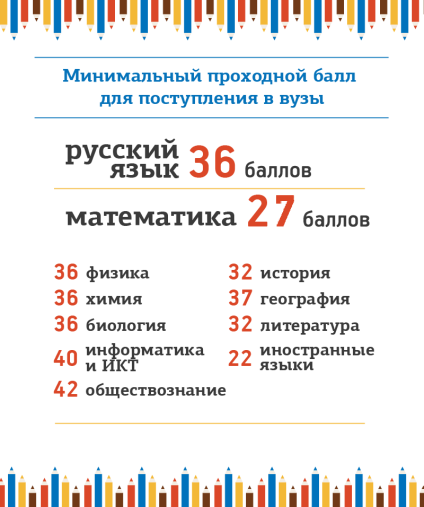 Минимальный проходной балл
для поступления в вузы
русский
язык 36 баллов
математика 27 баллов
36 физика
36 химия
36 биология
40 информатика
и ИКТ
42 обществознание
32 история
37 география
32 литература
22 иностранные
языки